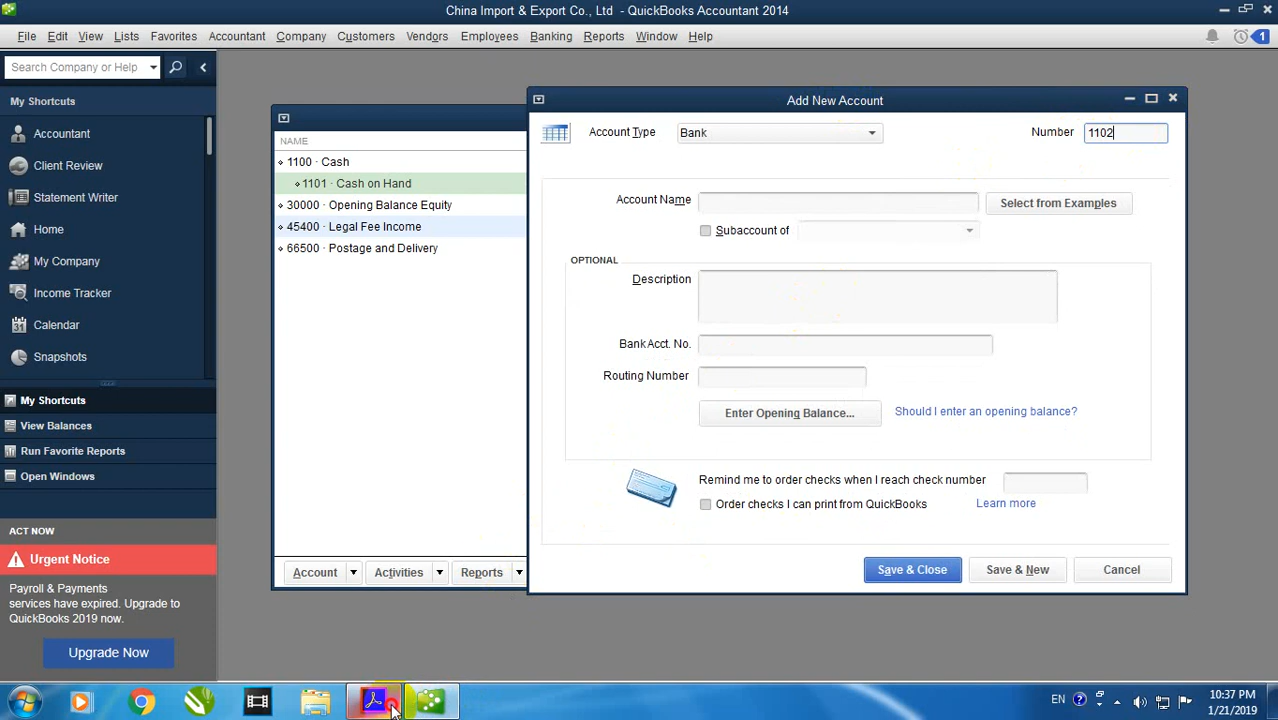 China Import & Export Co., Ltd - QuickBooks Accountant 2014
File Edit View Lists Favorites Accountant Company Customers Vendors Employees Banking Reports Window Help
1
Search Company or Help
My Shortcuts
Accountant
Client Review
Statement Writer
Home
My Company
Income Tracker
Calendar
Snapshots
My Shortcuts
View Balances
Run Favorite Reports
Open Windows
ACT NOW
Urgent Notice
Payroll & Payments
services have expired. Upgrade to
QuickBooks 2019 now.
Upgrade Now
NAME
1100 · Cash
1101 · Cash on Hand
30000 · Opening Balance Equity
45400 · Legal Fee Income
66500 · Postage and Delivery
Account Activities Reports
Add New Account
Account Type Bank Number 1102
Account Name Select from Examples
Subaccount of
OPTIONAL
Description
Bank Acct. No.
Routing Number
Enter Opening Balance... Should I enter an opening balance?
Remind me to order checks when I reach check number
Order checks I can print from QuickBooks Learn more
Save & Close Save & New Cancel
EN 10:37 PM
1/21/2019